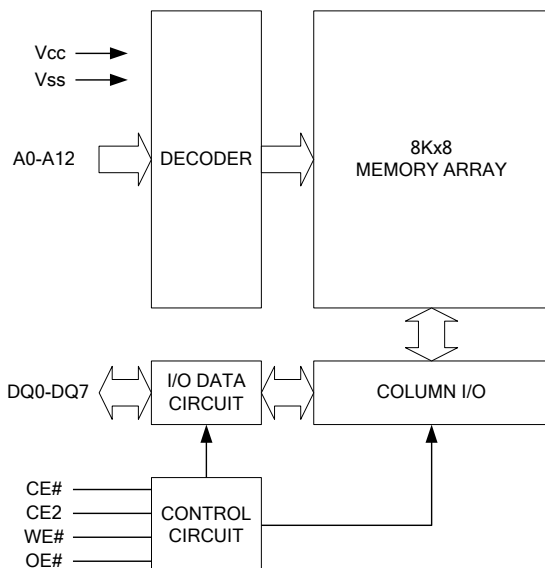 Vcc
Vss
A0-A12
DECODER
8Kx8
MEMORY ARRAY
DQ0-DQ7
I/O DATA
CIRCUIT
COLUMN I/O
CE#
CE2
WE#
OE#
CONTROL
CIRCUIT